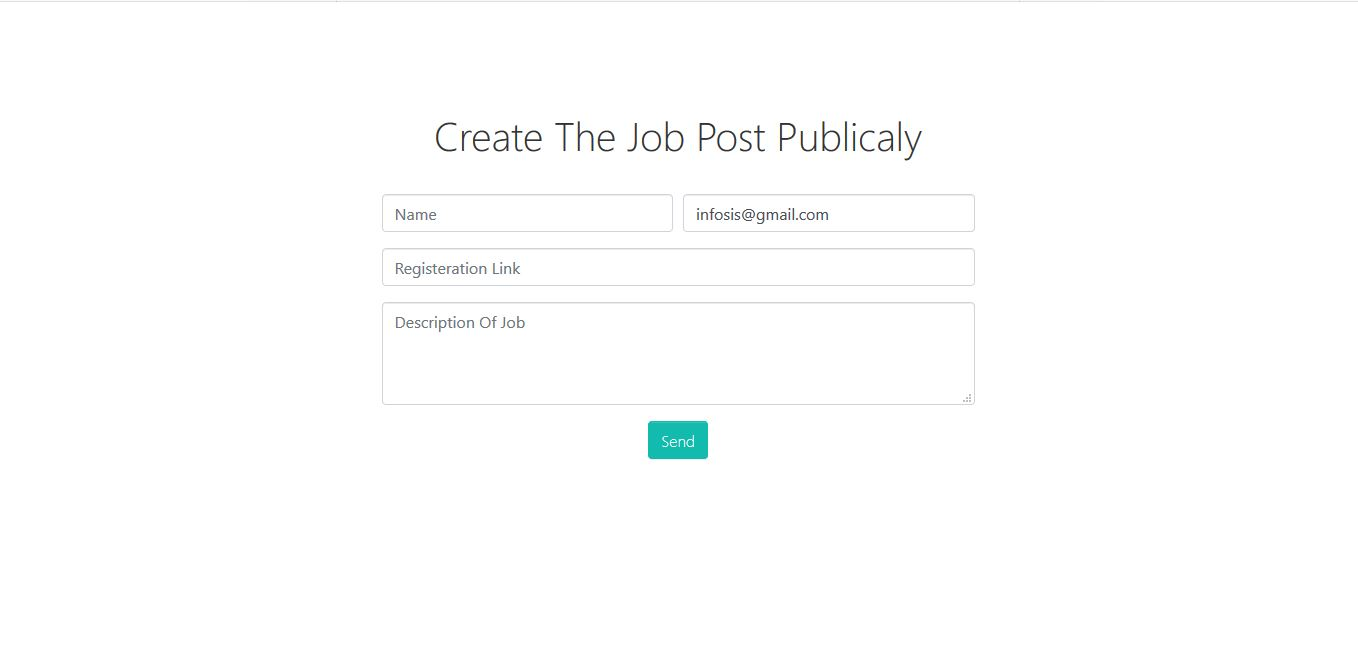 Create The Job Post Publicaly
Name infosis@gmail.com
Registeration Link
Description Of Job
Send